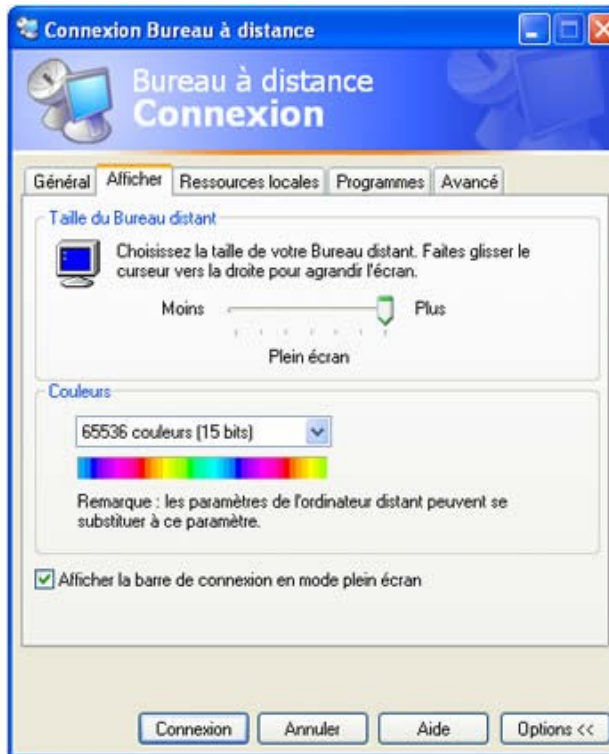 Connexion Bureau à distance
Bureau à distance
Connexion
Général Afficher Ressources locales Programmes Avancé
Taille du Bureau distant
Choisissez la taille de votre Bureau distant. Faites glisser le
curseur vers la droite pour agrandir l'écran.
Moins Plus
Plein écran
Couleurs
65536 couleurs (15 bits)
Remarque : les paramètres de l'ordinateur distant peuvent se
substituer à ce paramètre.
Afficher la barre de connexion en mode plein écran
Connexion Annuler Aide Options <<